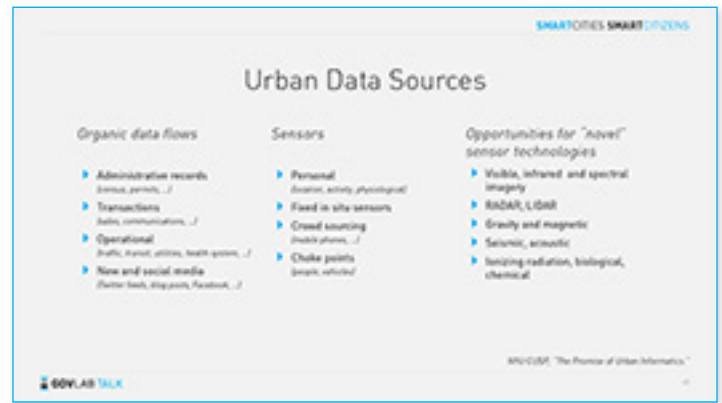 SMARTCITIES SMARTCITIZENS
Urban Data Sources
Organic data flows
Administrative records
(census, permits, ...)
Transactions
(sales, communications, ...)
Operational
(traffic, transit, utilities, health system, ...)
New and social media
(Twitter feeds, blog posts, Facebook, ...)
Sensors
Personal
(location, activity, physiological)
Fixed in situ sensors
Crowd sourcing
(mobile phones, ...)
Choke points
(people, vehicles)
Opportunities for "novel"
sensor technologies
Visible, infrared and spectral
imagery
RADAR, LIDAR
Gravity and magnetic
Seismic, acoustic
Ionizing radiation, biological,
chemical
NYU CUSP, "The Promise of Urban Informatics."
GOVLAB TALK